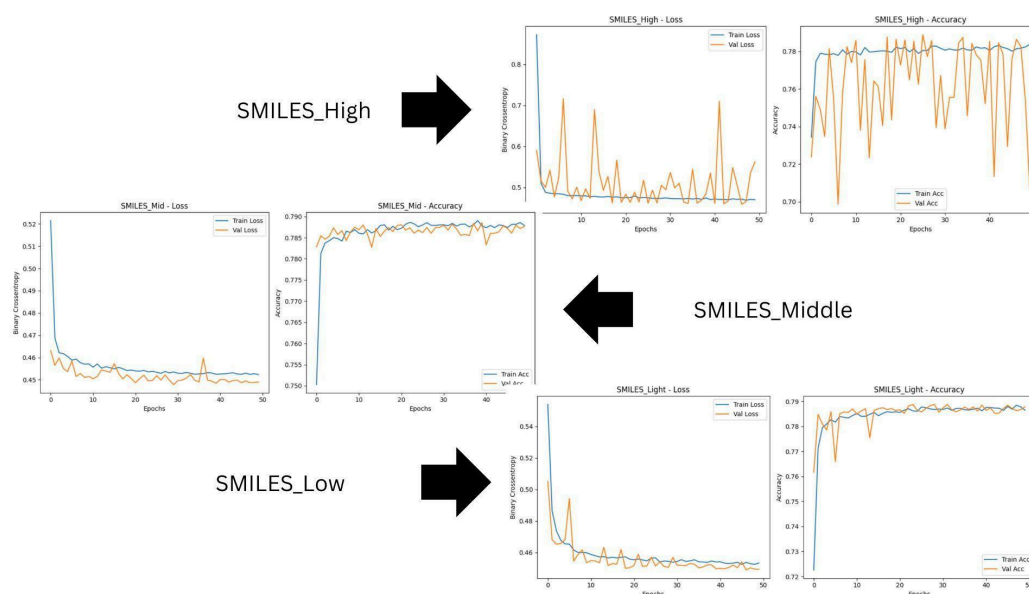 SMILES_High - Loss
Train Loss
Val Loss
0.8
0.7
0.6
0.5
Binary Crossentropy
10
20
30
40
50
Epochs
SMILES_High - Accuracy
0.78
0.76
0.74
0.72
0.70
Accuracy
Train Acc
Val Acc
0
10
20
30
40
Epochs
SMILES_High
SMILES_Mid - Loss
Train Loss
Val Loss
0.52
0.51
0.50
0.49
0.48
0.47
0.46
0.45
Binary Crossentropy
0
10
20
30
40
50
Epochs
SMILES_Mid - Accuracy
0.790
0.785
0.780
0.775
0.770
0.765
0.760
0.755
0.750
Accuracy
Train Acc
Val Acc
0
10
20
30
40
Epochs
SMILES_Middle
SMILES_Low
SMILES_Light - Loss
Train Loss
Val Loss
0.54
0.52
0.50
0.48
0.46
Binary Crossentropy
0
10
20
30
40
50
Epochs
SMILES_Light - Accuracy
0.79
0.78
0.77
0.76
0.75
0.74
0.73
0.72
Accuracy
Train Acc
Val Acc
0
10
20
30
40
Epochs